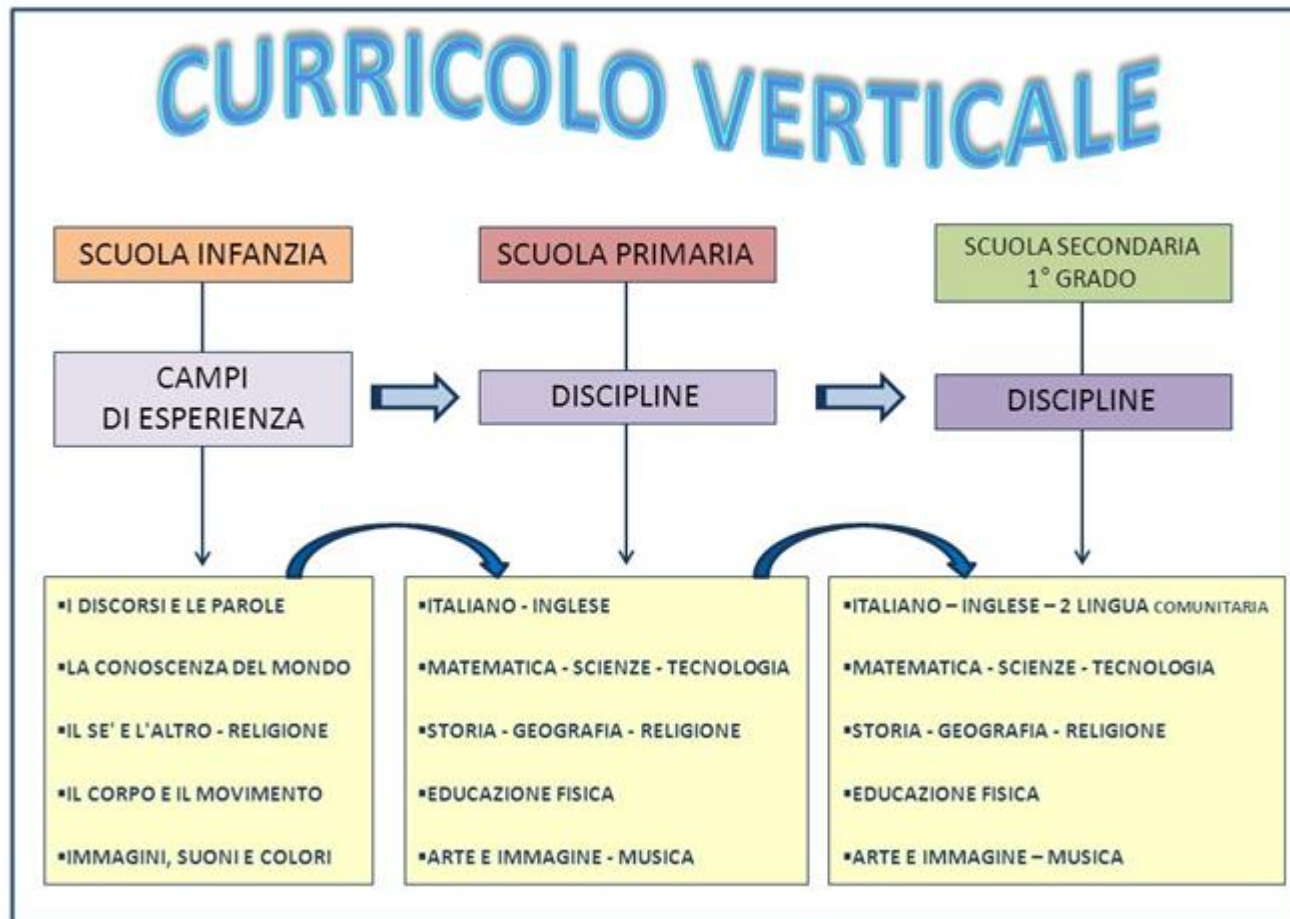 CURRICOLO VERTICALE
SCUOLA INFANZIA
CAMPI
DI ESPERIENZA
▪I DISCORSI E LE PAROLE
▪LA CONOSCENZA DEL MONDO
▪IL SE' E L'ALTRO - RELIGIONE
▪IL CORPO E IL MOVIMENTO
▪IMMAGINI, SUONI E COLORI
SCUOLA PRIMARIA
DISCIPLINE
▪ITALIANO - INGLESE
▪MATEMATICA - SCIENZE - TECNOLOGIA
▪STORIA - GEOGRAFIA - RELIGIONE
▪EDUCAZIONE FISICA
▪ARTE E IMMAGINE - MUSICA
SCUOLA SECONDARIA
1° GRADO
DISCIPLINE
▪ITALIANO – INGLESE – 2 LINGUA COMUNITARIA
▪MATEMATICA - SCIENZE - TECNOLOGIA
▪STORIA - GEOGRAFIA - RELIGIONE
▪EDUCAZIONE FISICA
▪ARTE E IMMAGINE – MUSICA